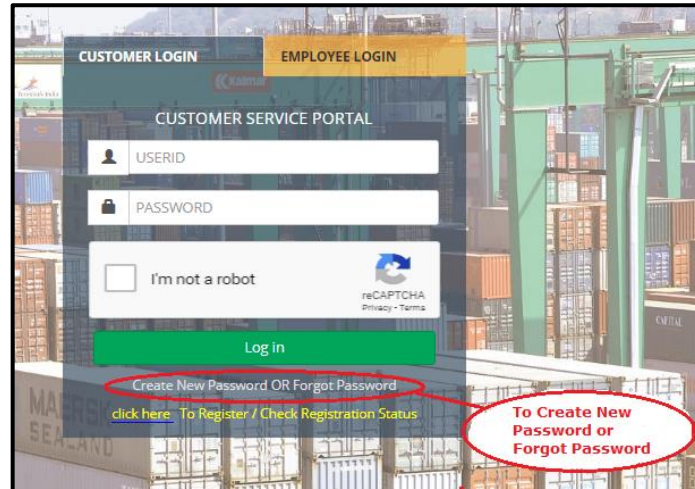 CUSTOMER LOGIN
EMPLOYEE LOGIN
CUSTOMER SERVICE PORTAL
USERID
PASSWORD
I'm not a robot
reCAPTCHA
Privacy - Terms
Log in
Create New Password OR Forgot Password
click here To Register / Check Registration Status
To Create New
Password or
Forgot Password
MAERSK
SEALAND
CAPITAL